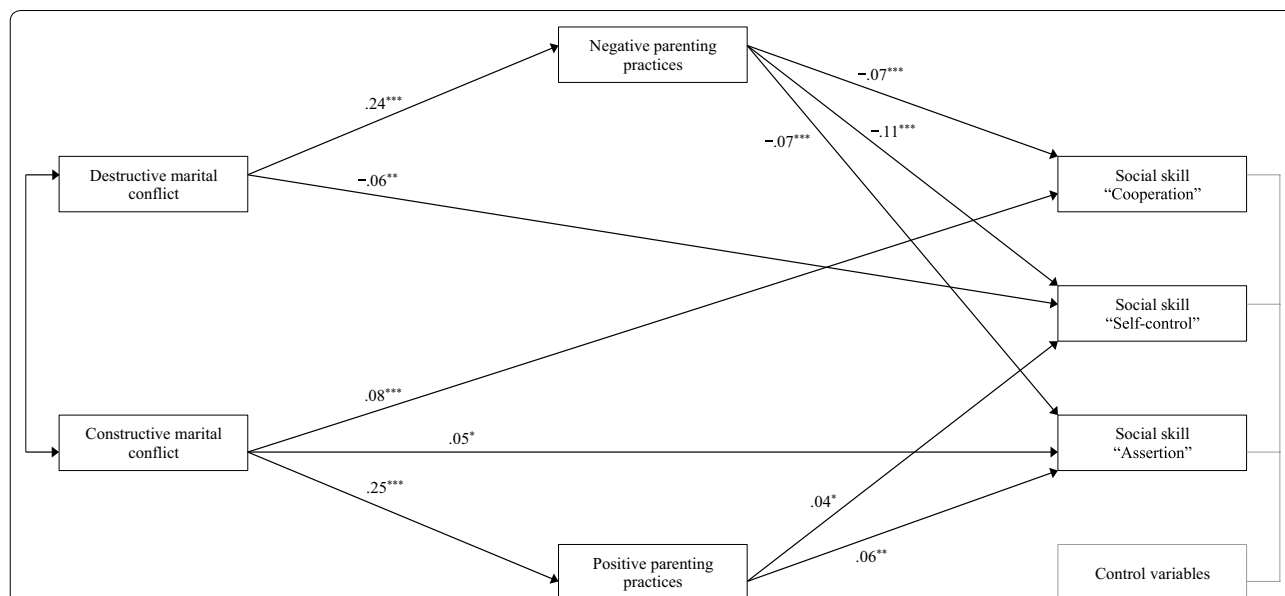 Negative parenting
practices
−.07***
.24***
−.11***
−.07***
Destructive marital
conflict
−.06**
Social skill
“Cooperation”
Social skill
“Self-control”
.08***
Constructive marital
conflict
.05*
Social skill
“Assertion”
.25***
.04*
.06**
Positive parenting
practices
Control variables